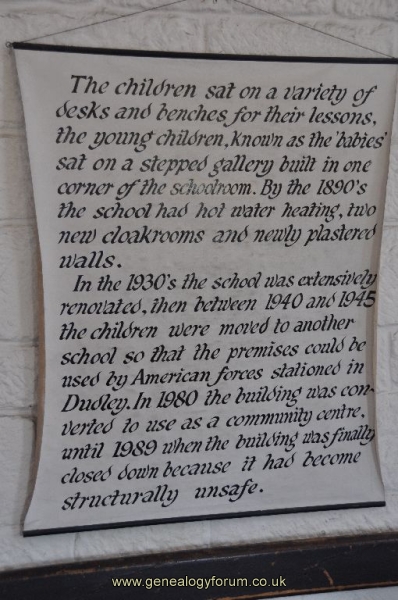 The children sat on a variety of
desks and benches for their lessons,
the young children, known as the 'babies'
sat on a stepped gallery built in one
corner of the schoolroom. By the 1890's
the school had hot water heating, two
new cloakrooms and newly plastered
walls.
In the 1930's the school was extensively
renovated, then between 1940 and 1945
the children were moved to another
school so that the premises could be
used by American forces stationed in
Dudley. In 1980 the building was con-
verted to use as a community centre.
until 1989 when the building was finally
closed down because it had become
structurally unsafe.
www.genealogyforum.co.uk